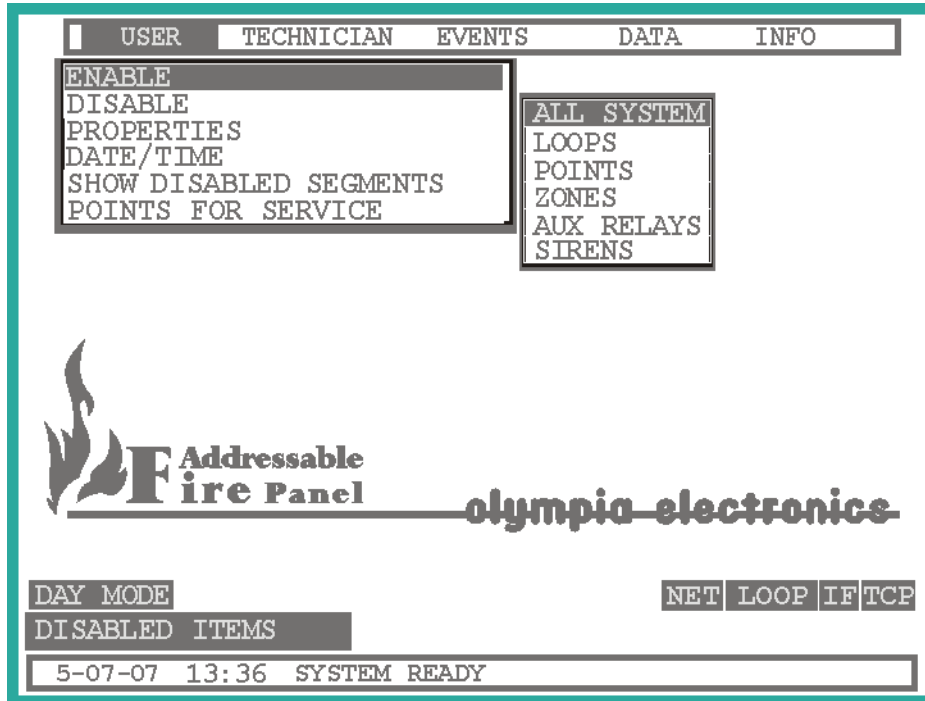 USER TECHNICIAN EVENTS DATA INFO
ENABLE
DISABLE
PROPERTIES
DATE/TIME
SHOW DISABLED SEGMENTS
POINTS FOR SERVICE
ALL SYSTEM
LOOPS
POINTS
ZONES
AUX RELAYS
SIRENS
Addressable
Fire Panel
olympia electronics
DAY MODE
NET LOOP IF TCP
DISABLED ITEMS
5-07-07 13:36 SYSTEM READY